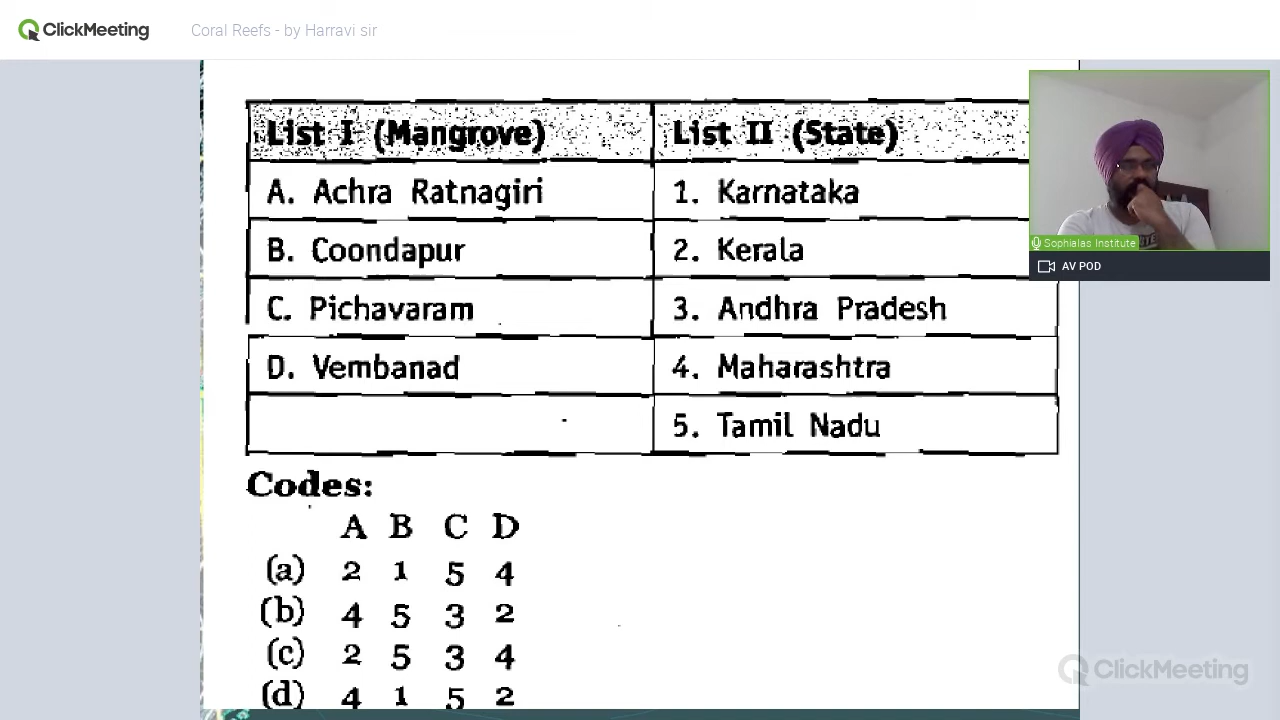 ClickMeeting Coral Reefs - by Harravi sir
List I (Mangrove) List II (State)
A. Achra Ratnagiri 1. Karnataka
B. Coondapur 2. Kerala
C. Pichavaram 3. Andhra Pradesh
D. Vembanad 4. Maharashtra
5. Tamil Nadu
Sophialas Institute
AV POD
Codes:
A B C D
(a) 2 1 5 4
(b) 4 5 3 2
(c) 2 5 3 4
(d) 4 1 5 2
ClickMeeting